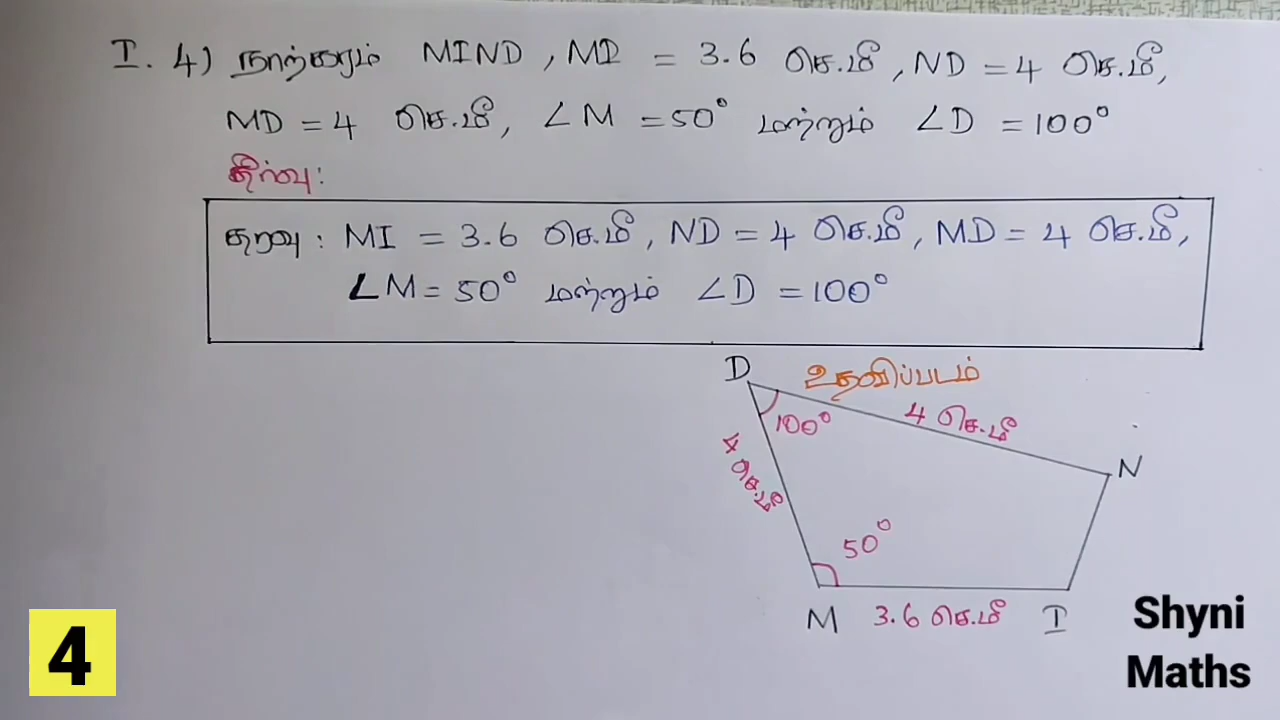 I. 4) நாற்கரம் MIND , MI = 3.6 செ.மீ , ND = 4 செ.மீ,
MD = 4 செ.மீ, ∠M = 50° மற்றும் ∠D = 100°
தீர்வு:
தரவு : MI = 3.6 செ.மீ , ND = 4 செ.மீ , MD = 4 செ.மீ,
∠M = 50° மற்றும் ∠D = 100°
உதவிப்படம்
D
4 செ.மீ
100°
4 செ.மீ
N
50°
M 3.6 செ.மீ I
4
Shyni
Maths